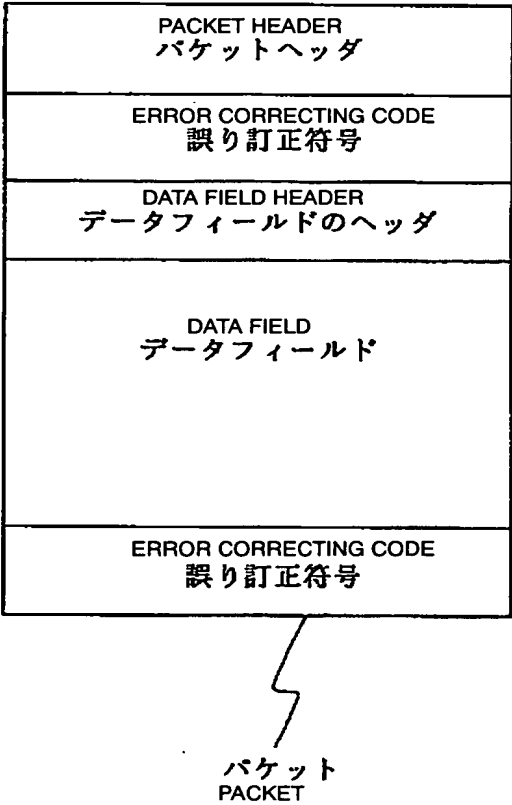 PACKET HEADER
パケットヘッダ
ERROR CORRECTING CODE
誤り訂正符号
DATA FIELD HEADER
データフィールドのヘッダ
DATA FIELD
データフィールド
ERROR CORRECTING CODE
誤り訂正符号
パケット
PACKET